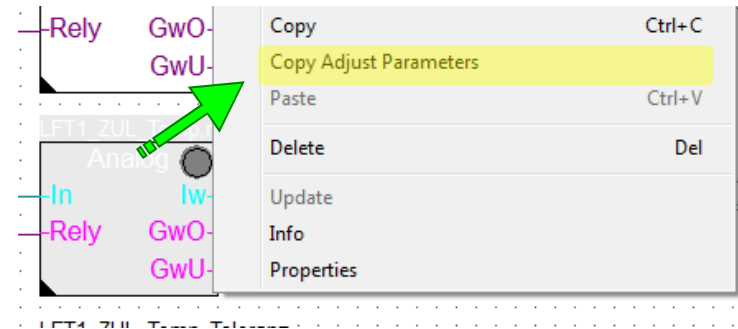 Rely GwO
GwU
Copy Ctrl+C
Copy Adjust Parameters
Paste Ctrl+V
Delete Del
Update
Info
Properties
LFT1_ZUL_Temp.
Analog
In Iw
Rely GwO
GwU
LFT1_ZUL_Temp_Toleranz